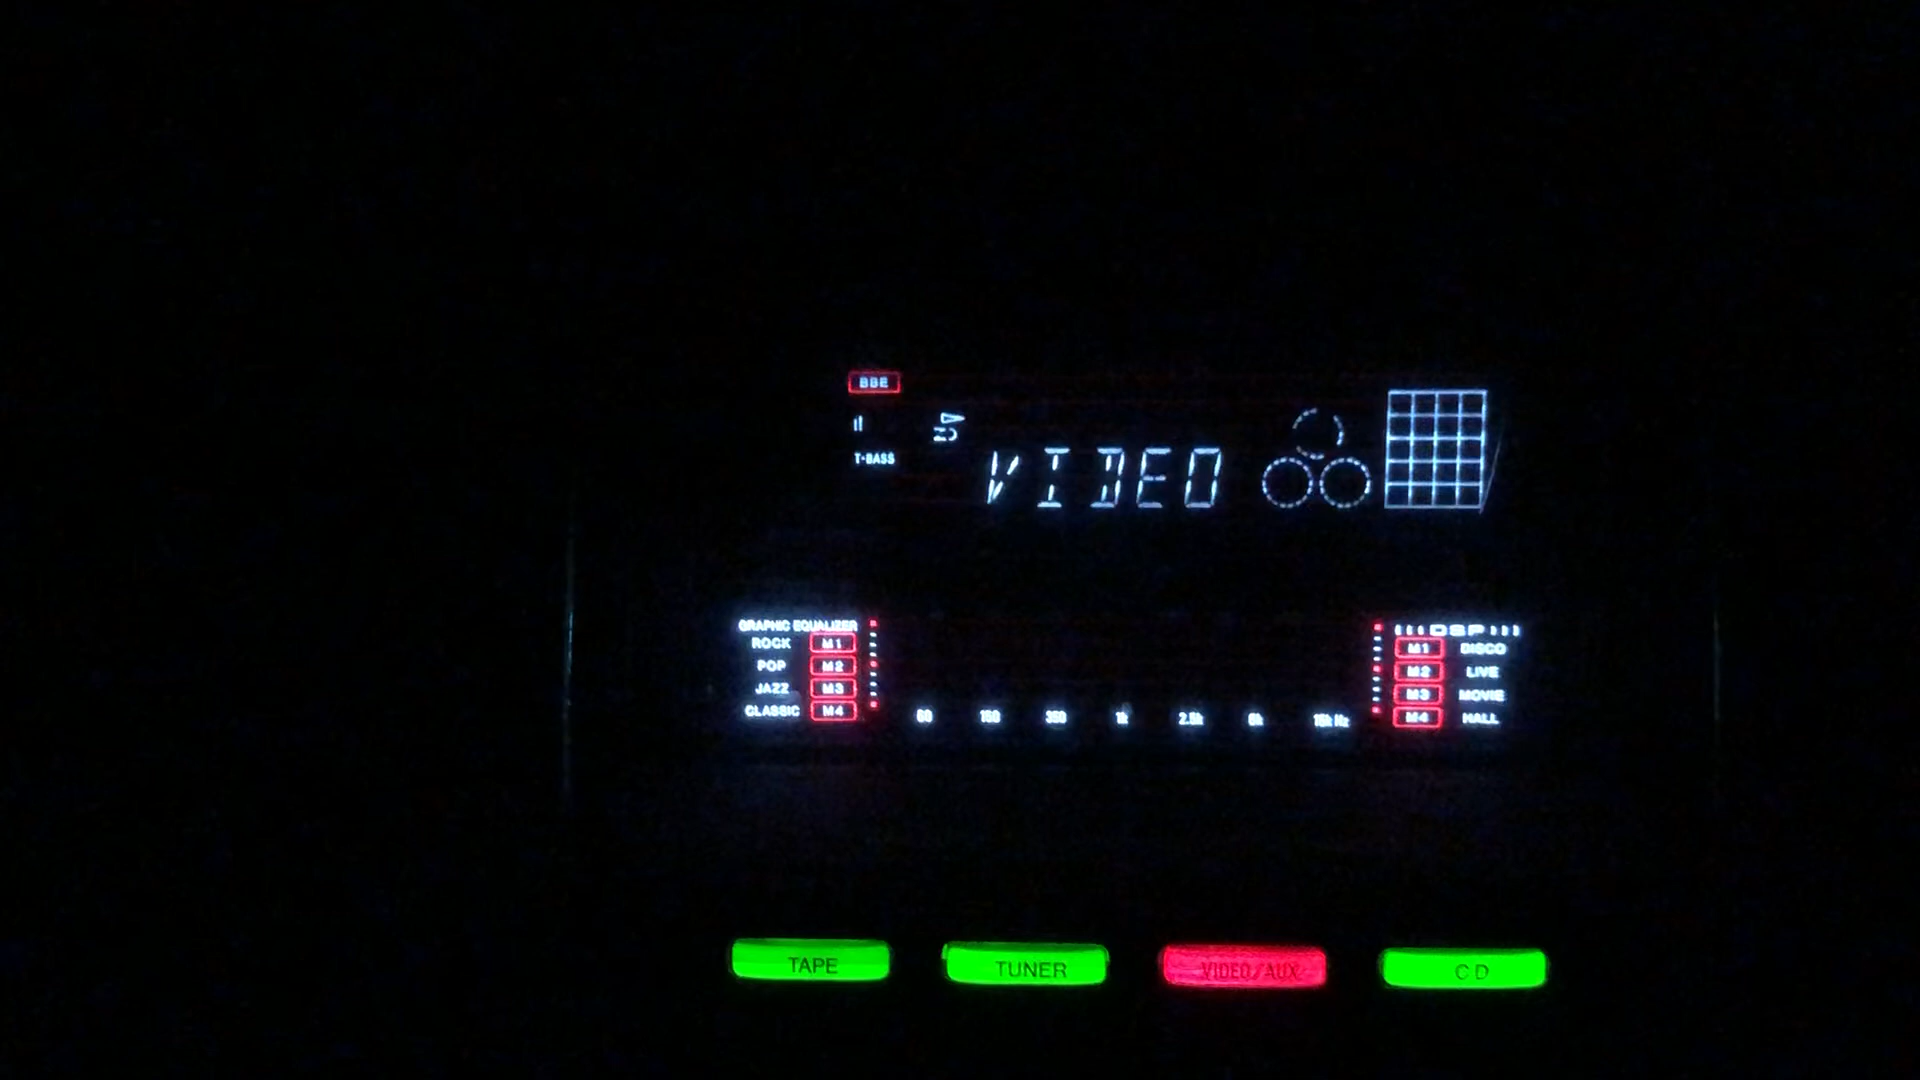 BBE
T-BASS
VIDEO
GRAPHIC EQUALIZER
ROCK M1
POP M2
JAZZ M3
CLASSIC M4
60 150 350 1k 2.5k 6k 15k Hz
DSP
M1 DISCO
M2 LIVE
M3 MOVIE
M4 HALL
TAPE TUNER VIDEO/AUX CD